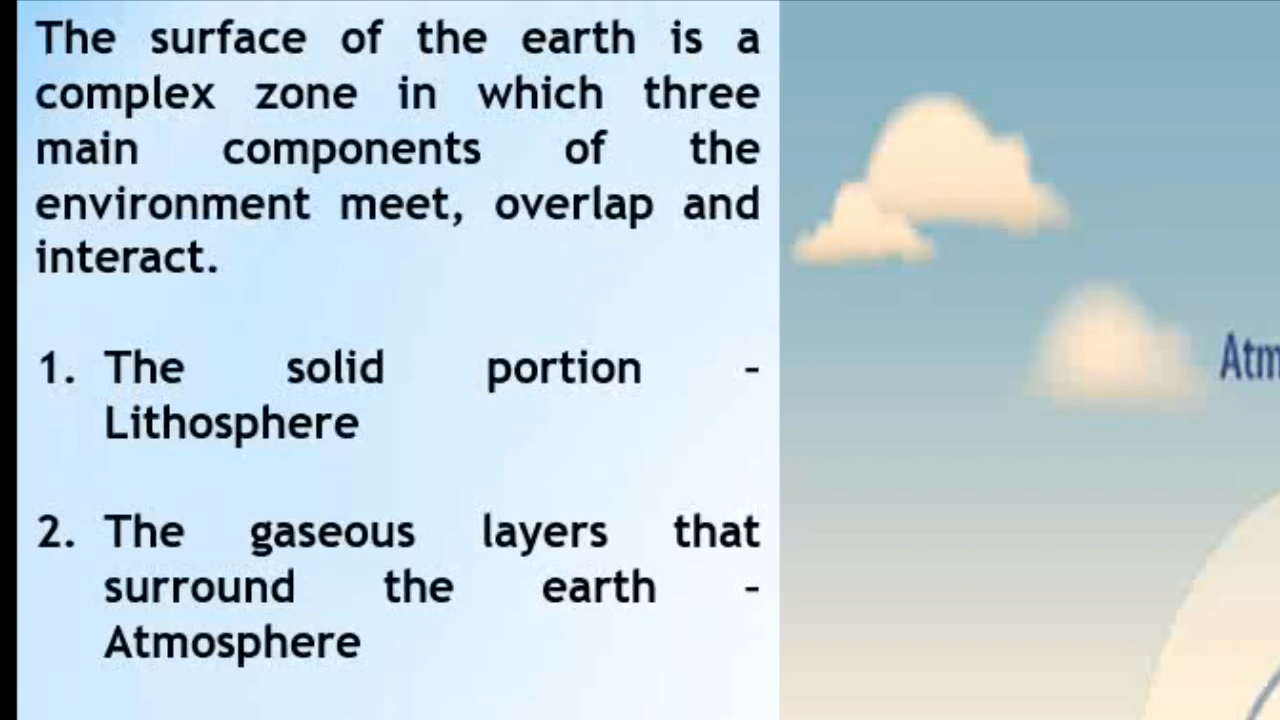 The surface of the earth is a
complex zone in which three
main components of the
environment meet, overlap and
interact.
1. The solid portion –
Lithosphere
2. The gaseous layers that
surround the earth –
Atmosphere
Atm